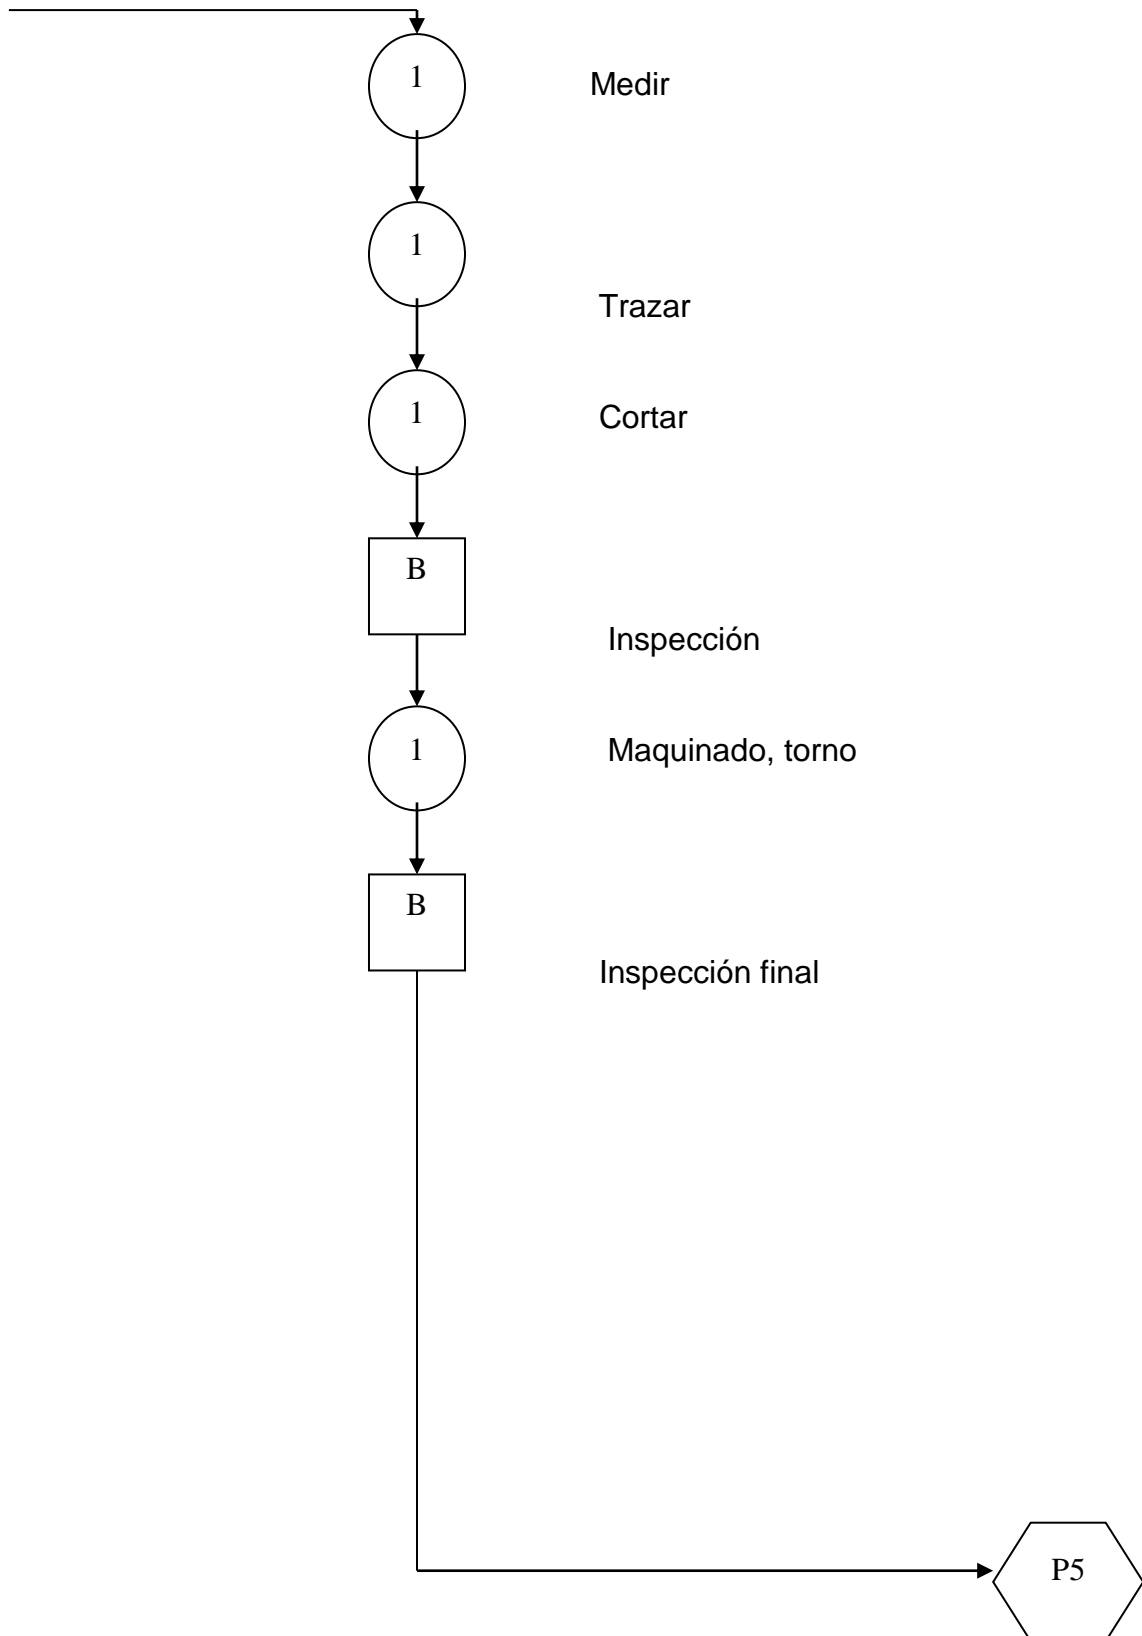 1
Medir
1
Trazar
1
Cortar
B
Inspección
1
Maquinado, torno
B
Inspección final
P5